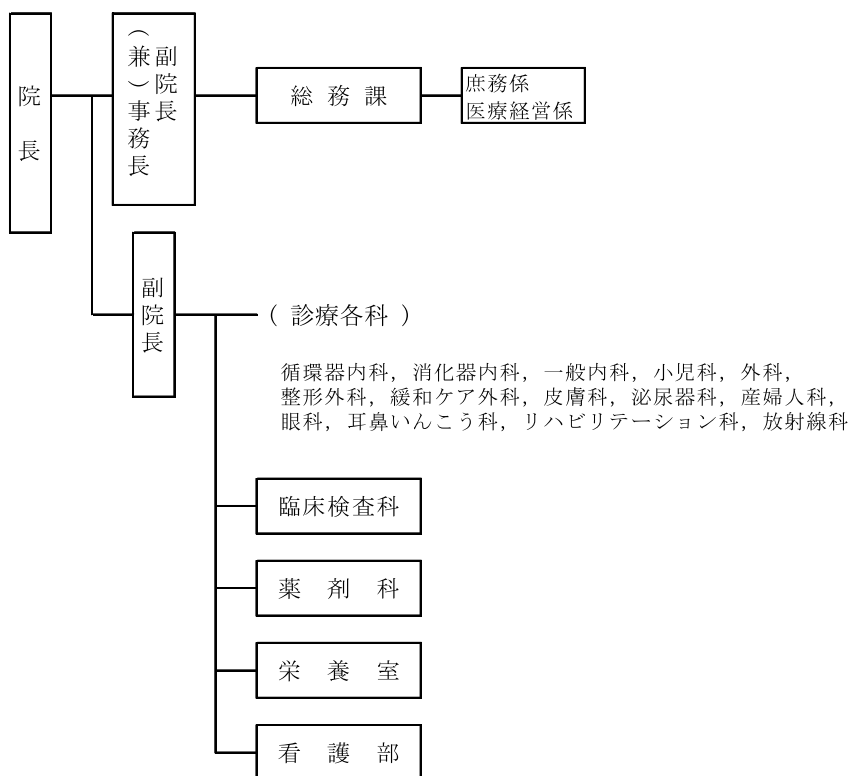 院長
副院長
（兼）事務長
総務課
庶務係
医療経営係
副院長
（診療各科）
循環器内科，消化器内科，一般内科，小児科，外科，
整形外科，緩和ケア外科，皮膚科，泌尿器科，産婦人科，
眼科，耳鼻いんこう科，リハビリテーション科，放射線科
臨床検査科
薬剤科
栄養室
看護部